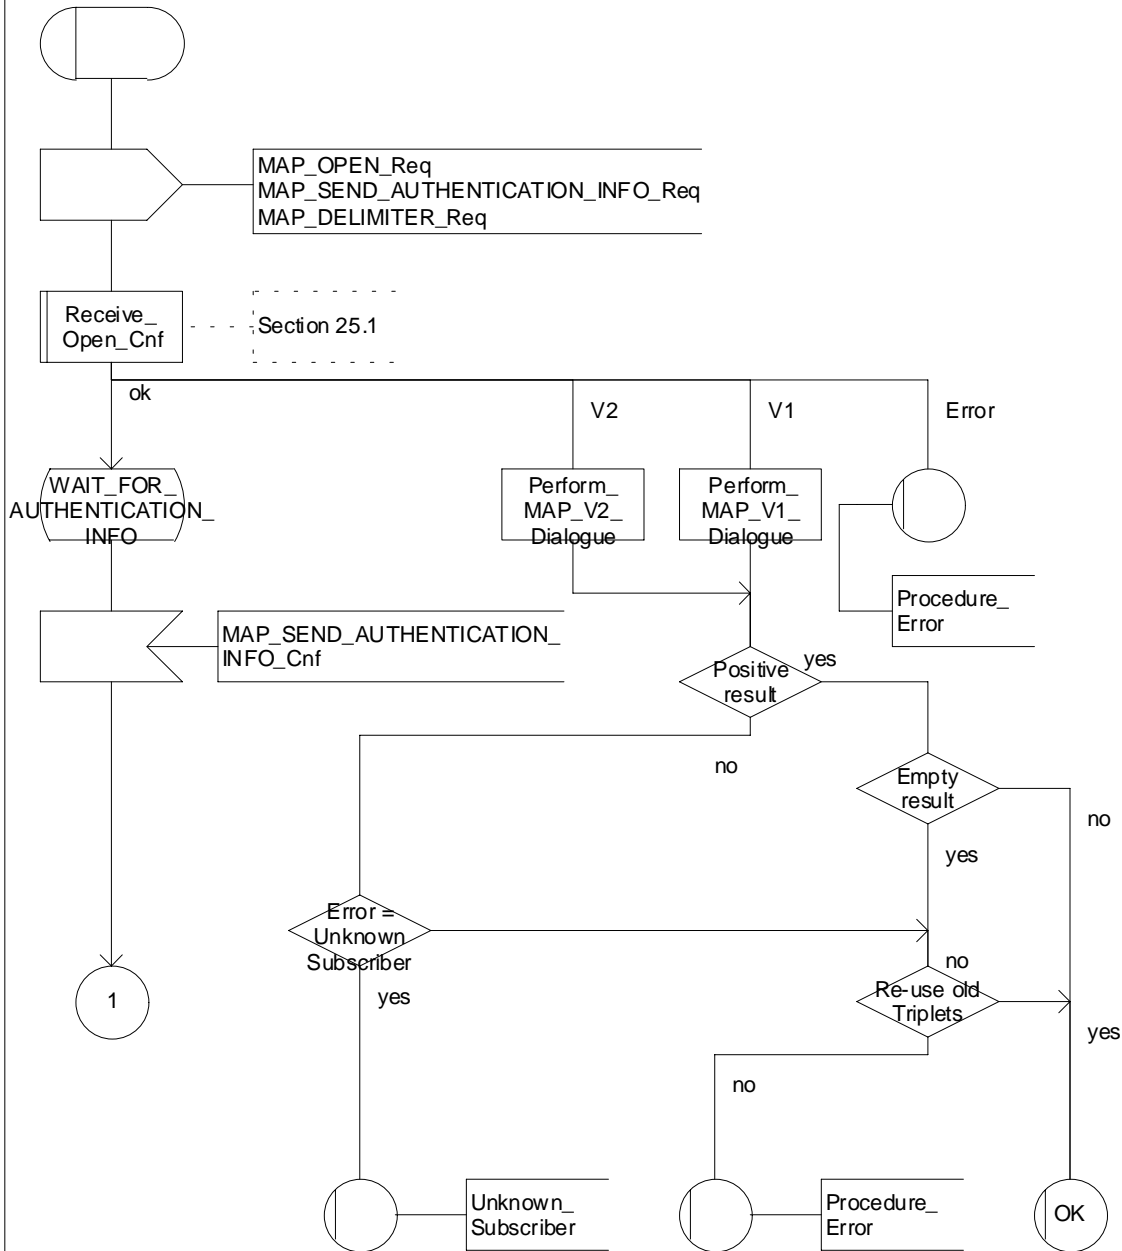 MAP_OPEN_Req
MAP_SEND_AUTHENTICATION_INFO_Req
MAP_DELIMITER_Req
Receive_
Open_Cnf
Section 25.1
ok
V2
V1
Error
WAIT_FOR_
AUTHENTICATION_
INFO
Perform_
MAP_V2_
Dialogue
Perform_
MAP_V1_
Dialogue
Procedure_
Error
MAP_SEND_AUTHENTICATION_
INFO_Cnf
Positive
result
yes
no
Empty
result
no
yes
Error =
Unknown
Subscriber
no
yes
1
Re-use old
Triplets
yes
no
Unknown_
Subscriber
Procedure_
Error
OK